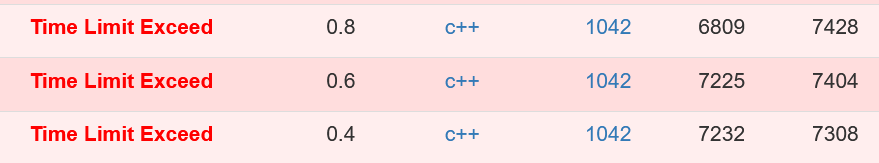 Time Limit Exceed 0.8 c++ 1042 6809 7428
Time Limit Exceed 0.6 c++ 1042 7225 7404
Time Limit Exceed 0.4 c++ 1042 7232 7308